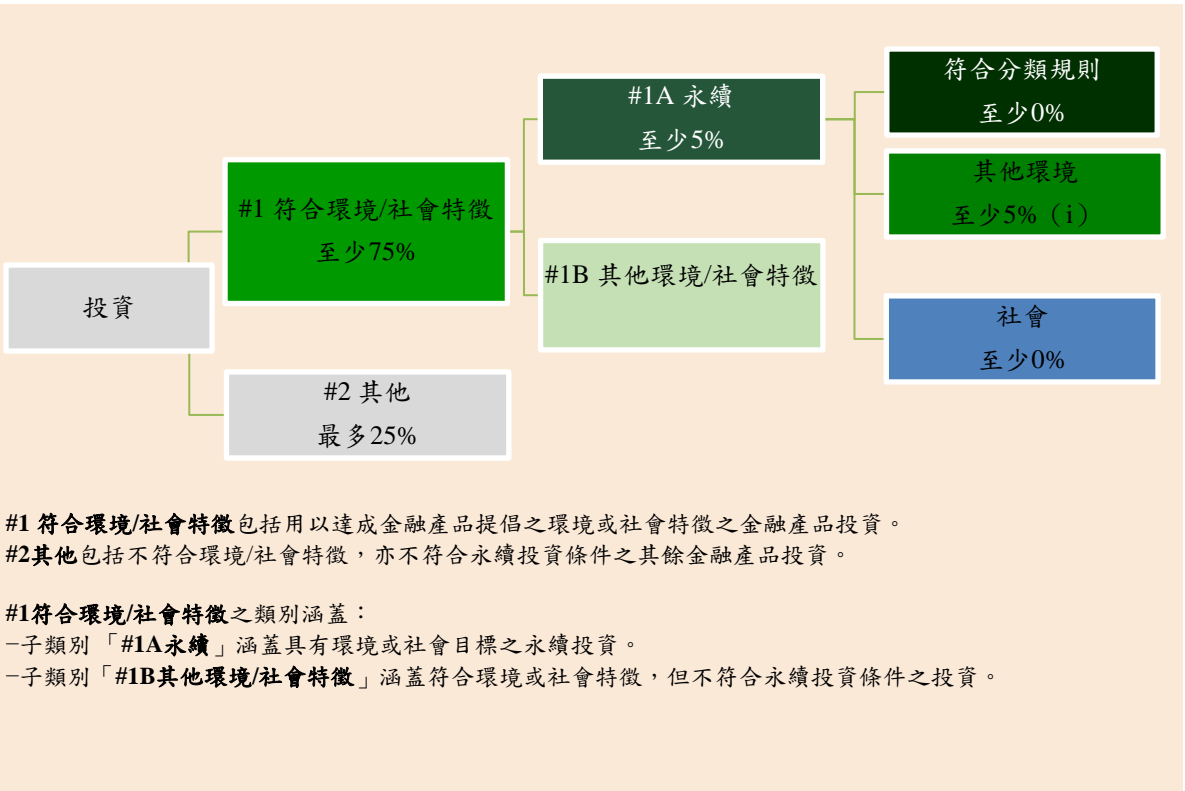 投資
#1 符合環境/社會特徵
至少75%
#2 其他
最多25%
#1A 永續
至少5%
#1B 其他環境/社會特徵
符合分類規則
至少0%
其他環境
至少5%（i）
社會
至少0%
#1 符合環境/社會特徵包括用以達成金融產品提倡之環境或社會特徵之金融產品投資。
#2其他包括不符合環境/社會特徵，亦不符合永續投資條件之其餘金融產品投資。
#1符合環境/社會特徵之類別涵蓋：
−子類別「#1A永續」涵蓋具有環境或社會目標之永續投資。
−子類別「#1B其他環境/社會特徵」涵蓋符合環境或社會特徵，但不符合永續投資條件之投資。